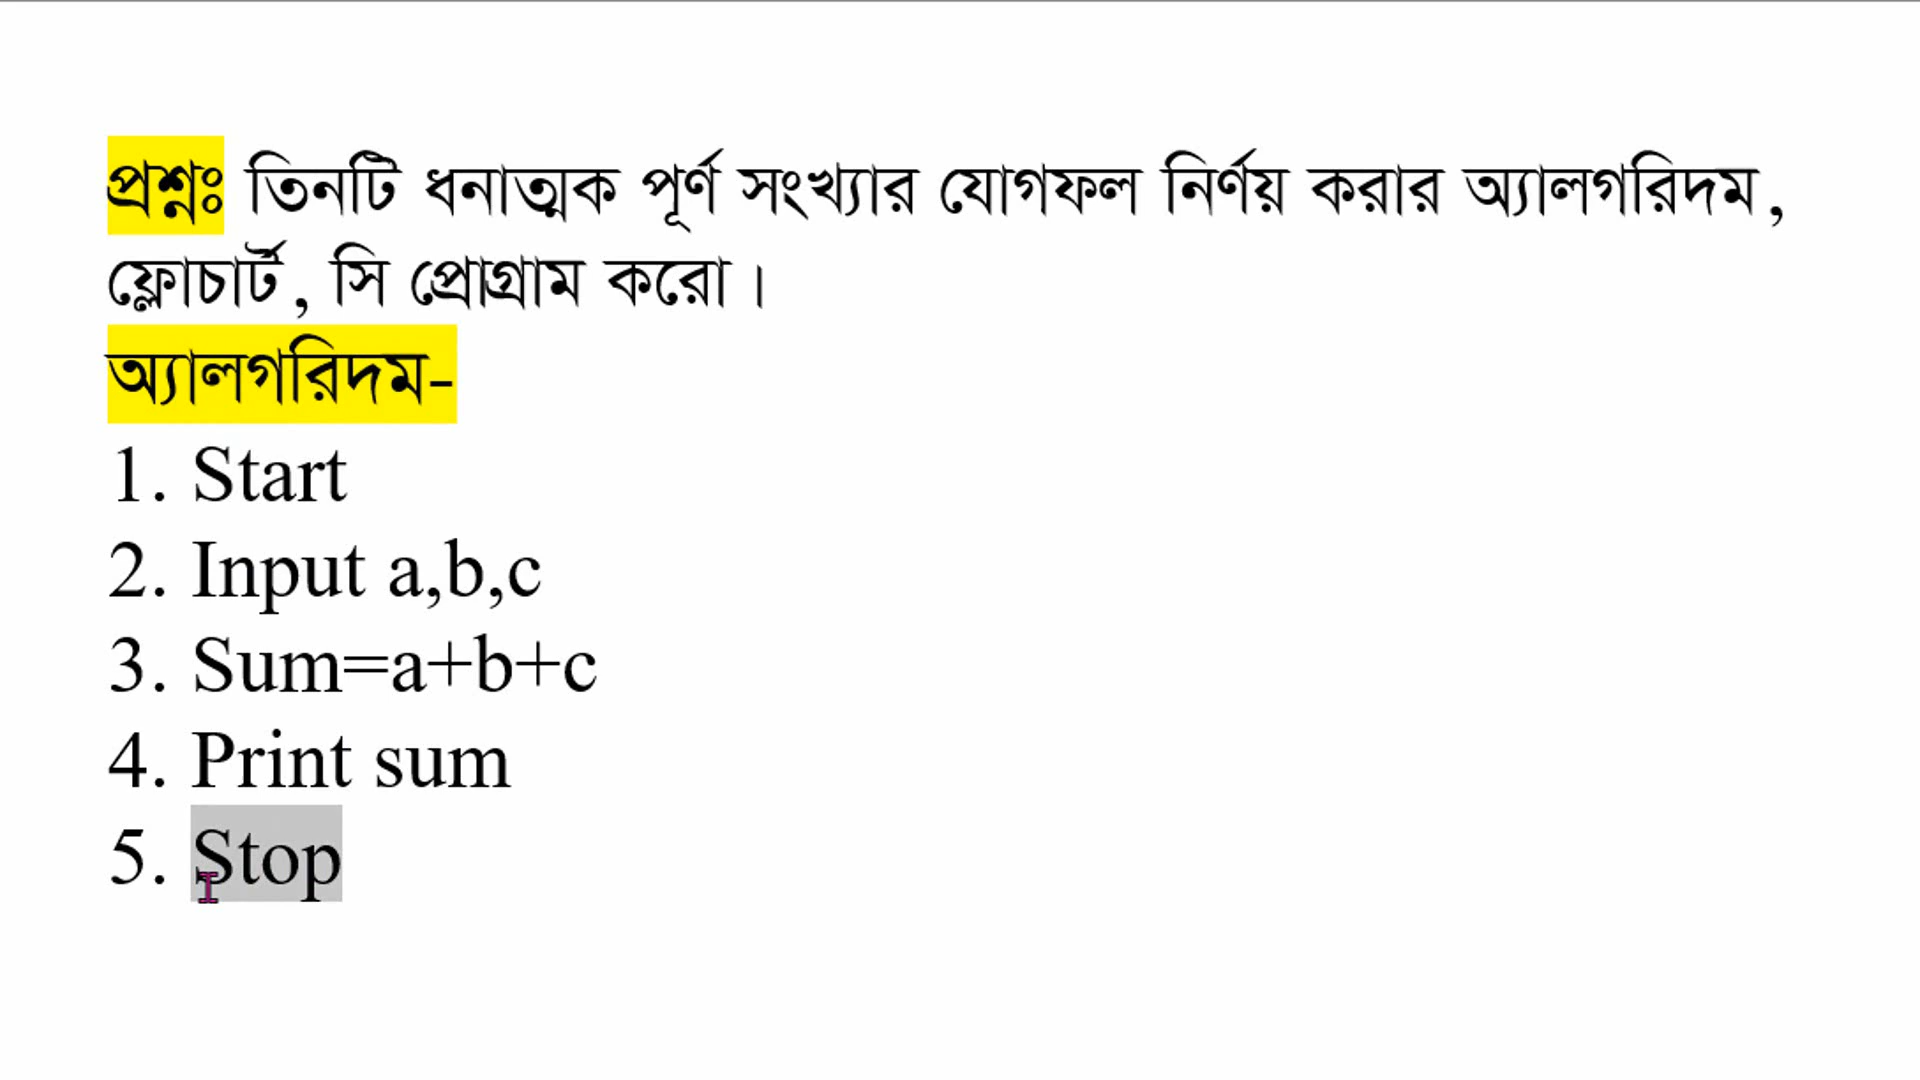 প্রশ্নঃ তিনটি ধনাত্মক পূর্ণ সংখ্যার যোগফল নির্ণয় করার অ্যালগরিদম,
ফ্লোচার্ট, সি প্রোগ্রাম করো।
অ্যালগরিদম-
1. Start
2. Input a,b,c
3. Sum=a+b+c
4. Print sum
5. Stop